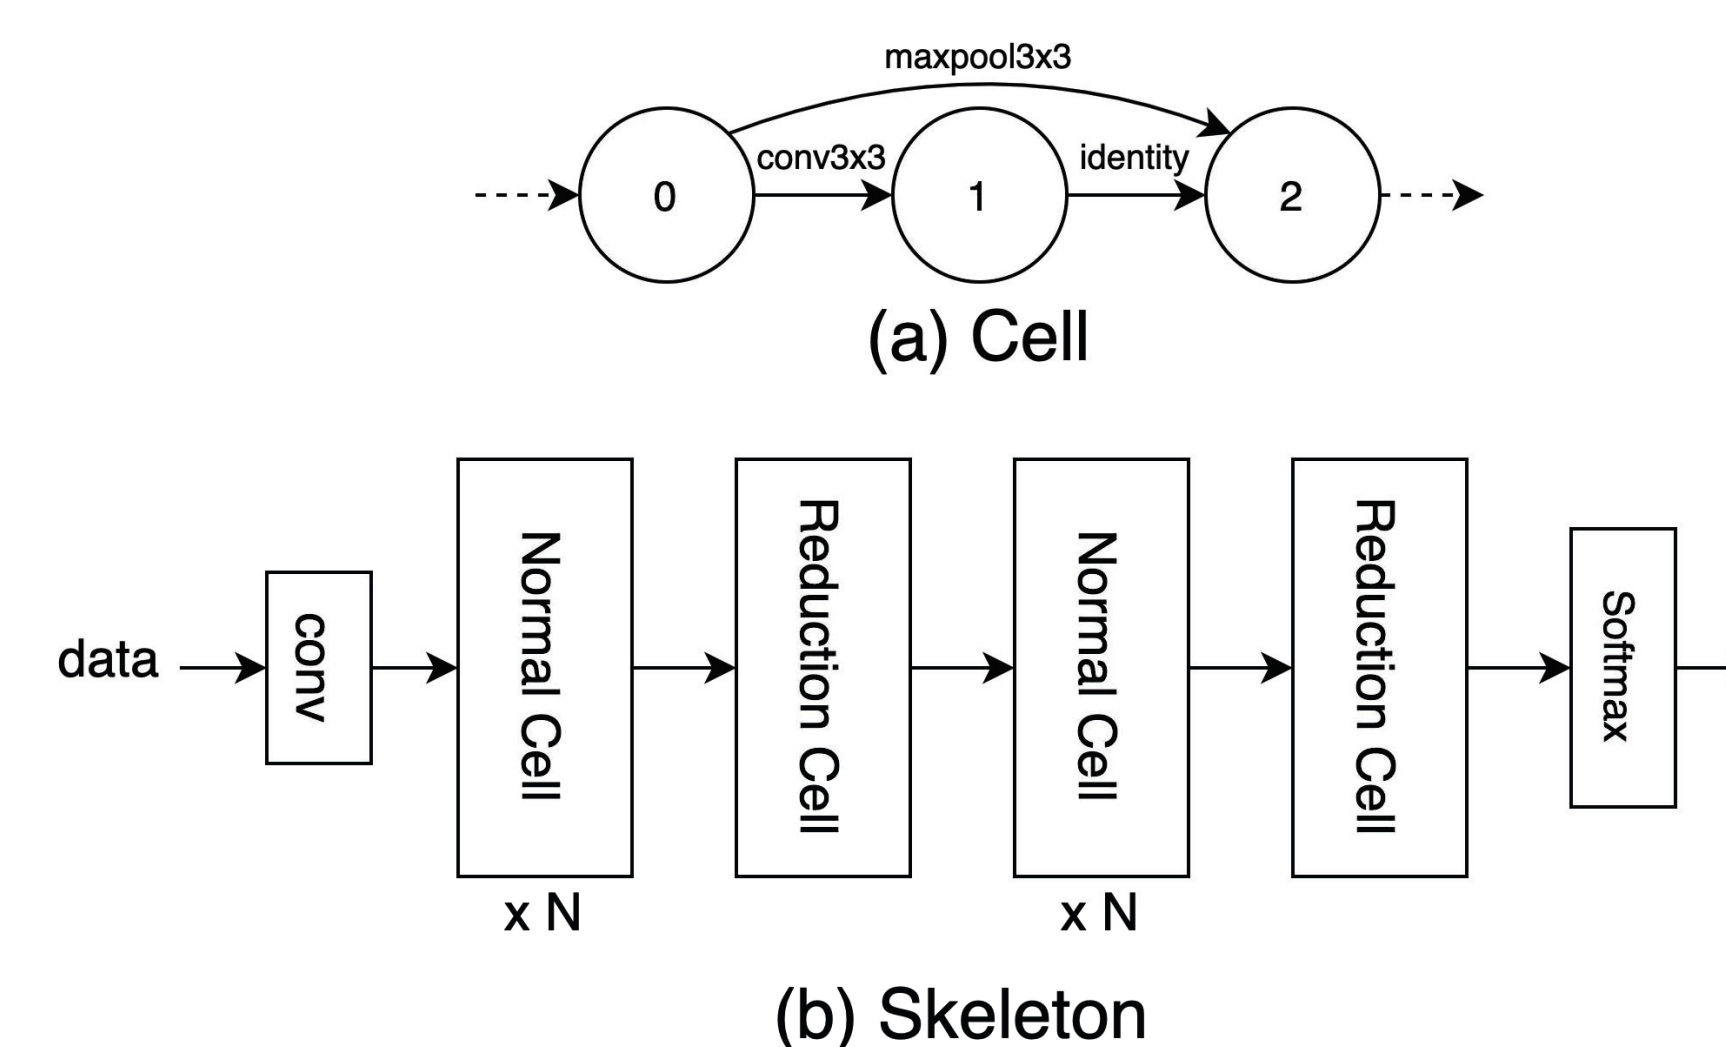 maxpool3x3
conv3x3
identity
0
1
2
(a) Cell
data
conv
Normal Cell
Reduction Cell
Normal Cell
Reduction Cell
Softmax
x N
x N
(b) Skeleton